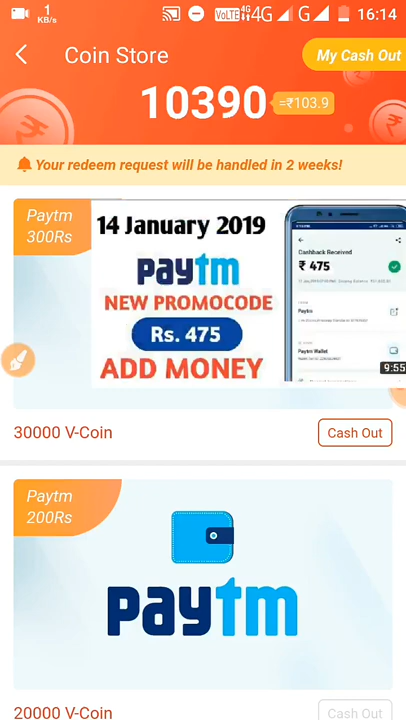 1
KB/s
VoLTE 4G 4G G 16:14
Coin Store
My Cash Out
10390 =₹103.9
Your redeem request will be handled in 2 weeks!
Paytm
300Rs
14 January 2019
paytm
NEW PROMOCODE
Rs. 475
ADD MONEY
Cashback Received
₹ 475
Paytm
Paytm Wallet
9:55
30000 V-Coin
Cash Out
Paytm
200Rs
paytm
20000 V-Coin
Cash Out